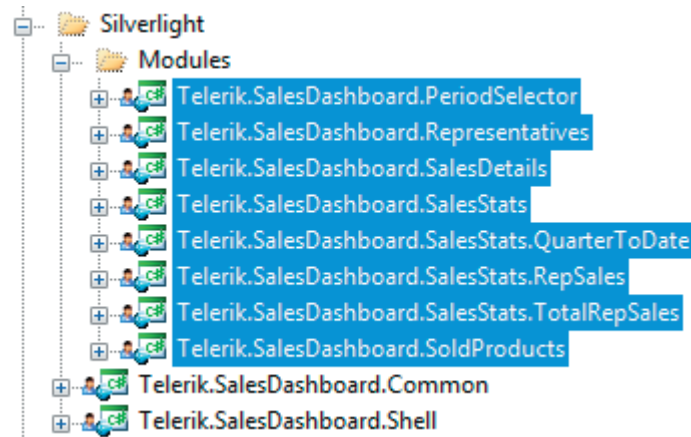 Silverlight
Modules
Telerik.SalesDashboard.PeriodSelector
Telerik.SalesDashboard.Representatives
Telerik.SalesDashboard.SalesDetails
Telerik.SalesDashboard.SalesStats
Telerik.SalesDashboard.SalesStats.QuarterToDate
Telerik.SalesDashboard.SalesStats.RepSales
Telerik.SalesDashboard.SalesStats.TotalRepSales
Telerik.SalesDashboard.SoldProducts
Telerik.SalesDashboard.Common
Telerik.SalesDashboard.Shell